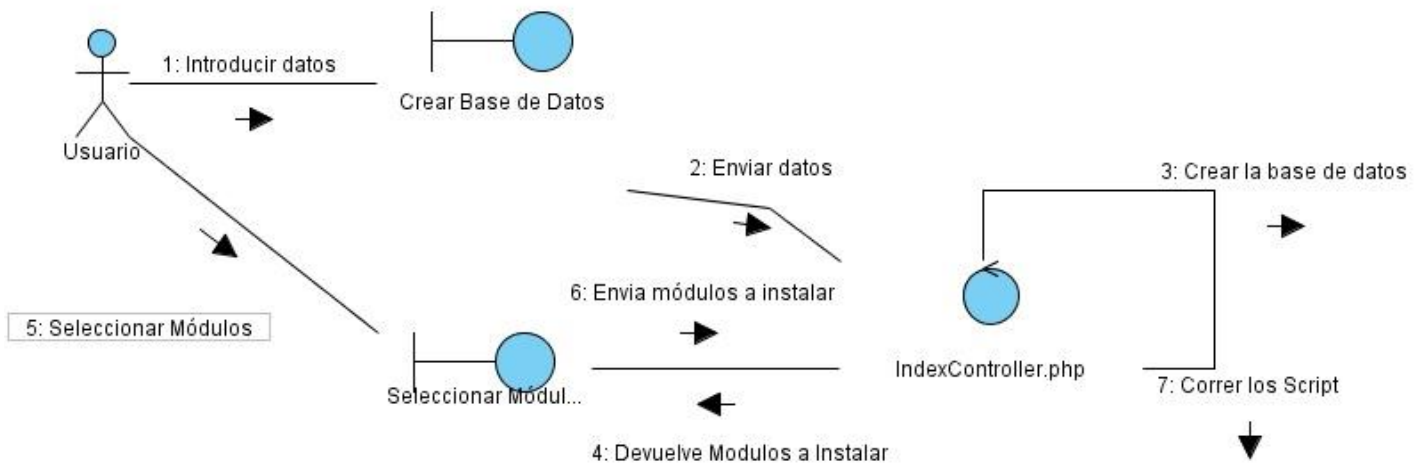 1: Introducir datos
Crear Base de Datos
Usuario
2: Enviar datos
3: Crear la base de datos
6: Envia módulos a instalar
5: Seleccionar Módulos
IndexController.php
Seleccionar Módul...
7: Correr los Script
4: Devuelve Modulos a Instalar